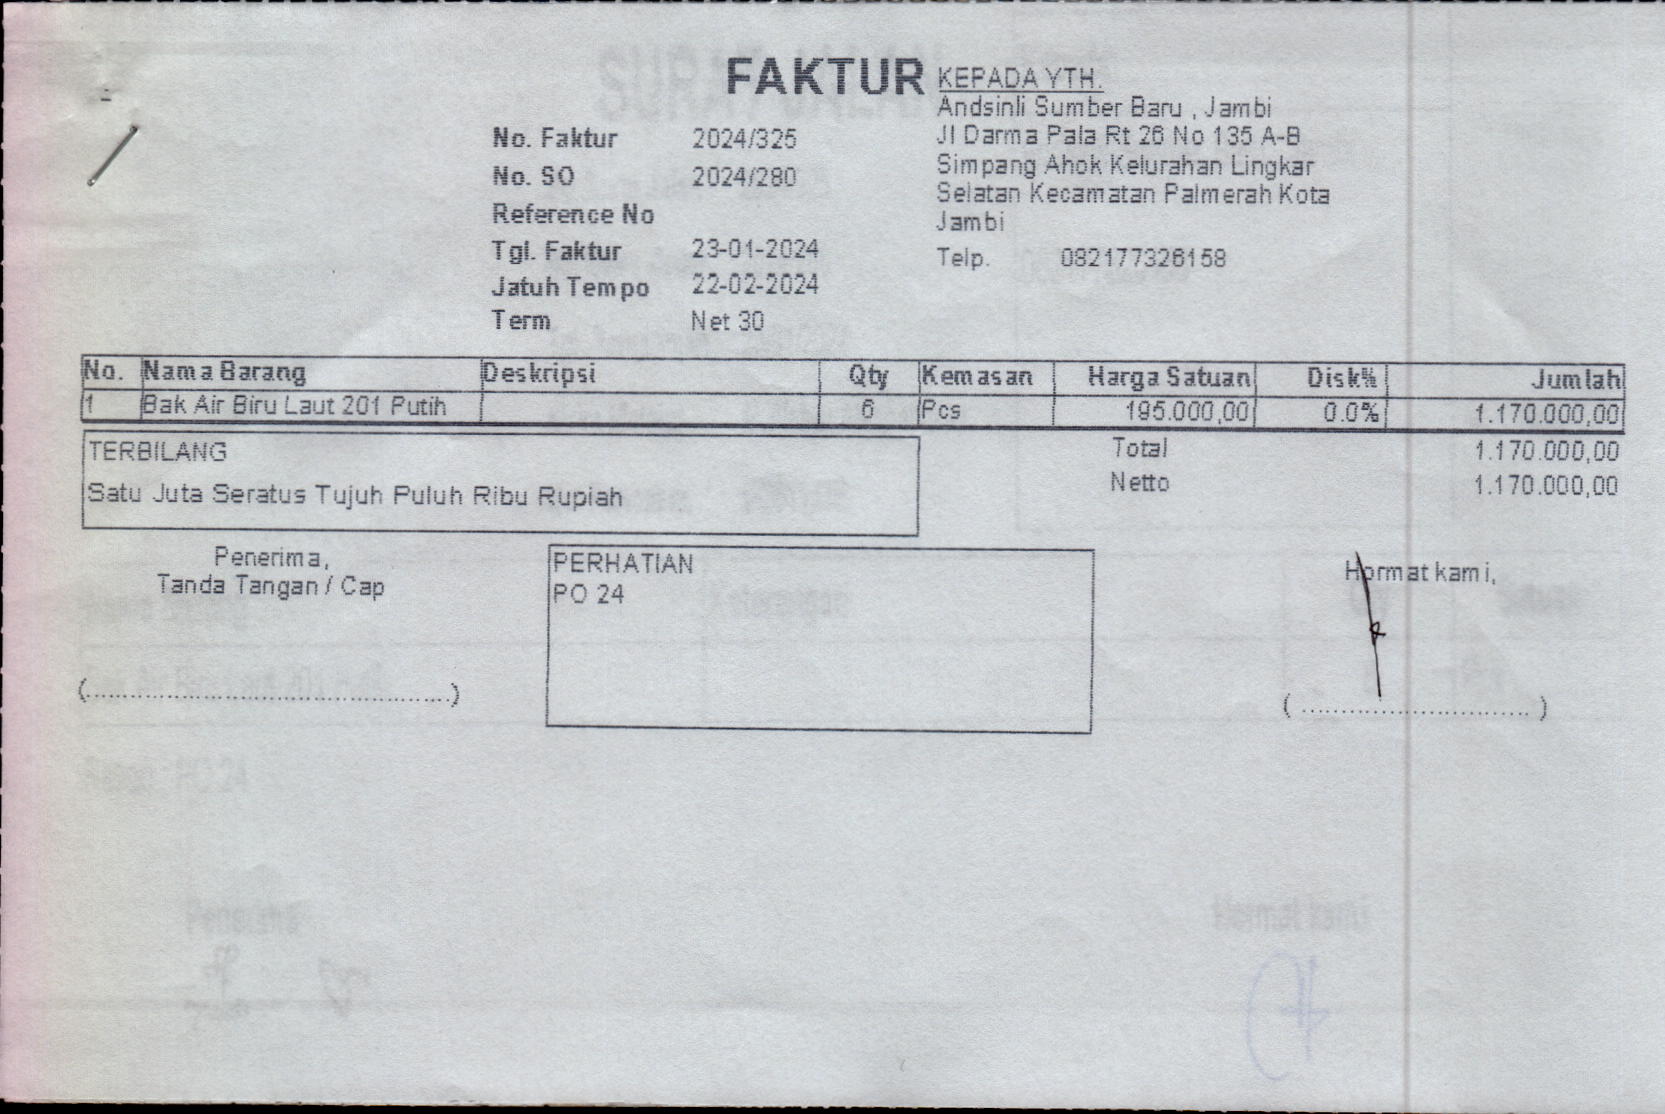 FAKTUR
KEPADA YTH.
Andsinli Sumber Baru , Jambi
Jl Darma Pala Rt 26 No 135 A-B
Simpang Ahok Kelurahan Lingkar
Selatan Kecamatan Palmerah Kota
Jambi
Telp. 082177326158
No. Faktur 2024/325
No. SO 2024/280
Reference No
Tgl. Faktur 23-01-2024
Jatuh Tempo 22-02-2024
Term Net 30
No. Nama Barang Deskripsi Qty Kemasan Harga Satuan Disk% Jumlah
1 Bak Air Biru Laut 201 Putih 6 Pcs 195.000,00 0.0% 1.170.000,00
TERBILANG
Satu Juta Seratus Tujuh Puluh Ribu Rupiah
Total 1.170.000,00
Netto 1.170.000,00
Penerima,
Tanda Tangan / Cap
(......................................................)
PERHATIAN
PO 24
Hormat kami,
( .................................. )